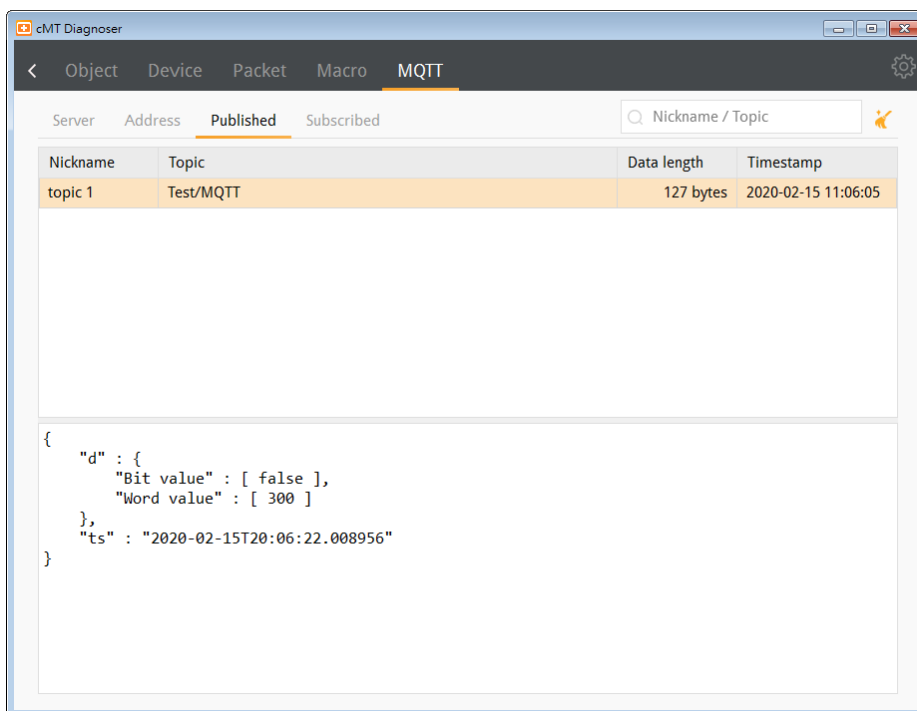 cMT Diagnoser
Object Device Packet Macro MQTT
Server Address Published Subscribed Nickname / Topic
Nickname Topic Data length Timestamp
topic 1 Test/MQTT 127 bytes 2020-02-15 11:06:05
{
"d" : {
"Bit value" : [ false ],
"Word value" : [ 300 ]
},
"ts" : "2020-02-15T20:06:22.008956"
}